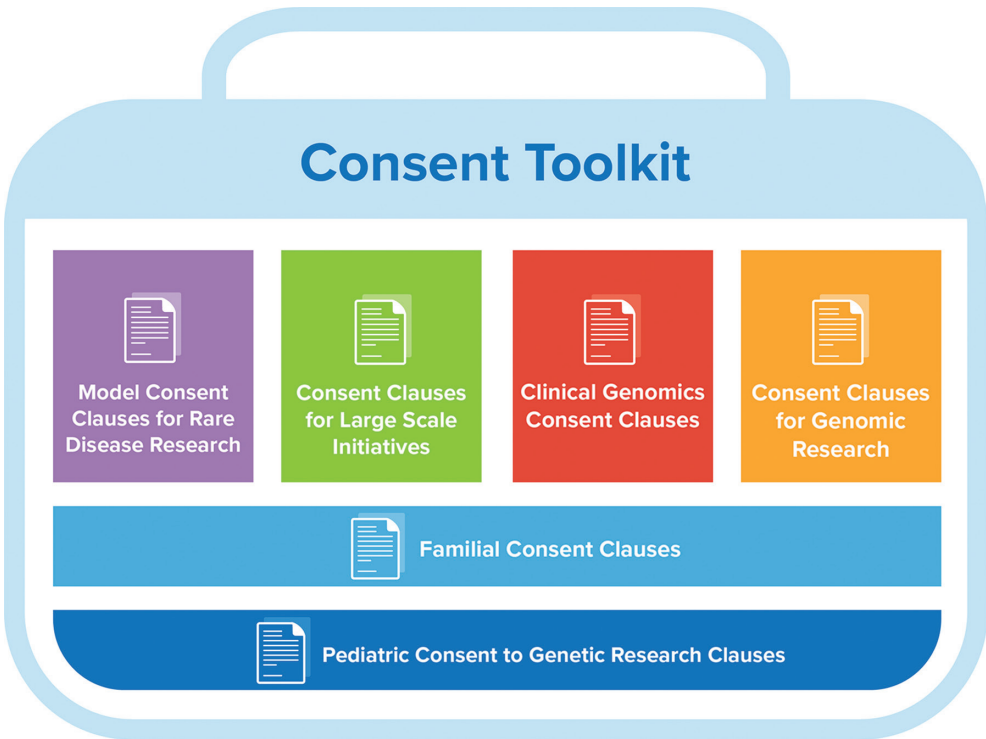 Consent Toolkit
Model Consent
Clauses for Rare
Disease Research
Consent Clauses
for Large Scale
Initiatives
Clinical Genomics
Consent Clauses
Consent Clauses
for Genomic
Research
Familial Consent Clauses
Pediatric Consent to Genetic Research Clauses